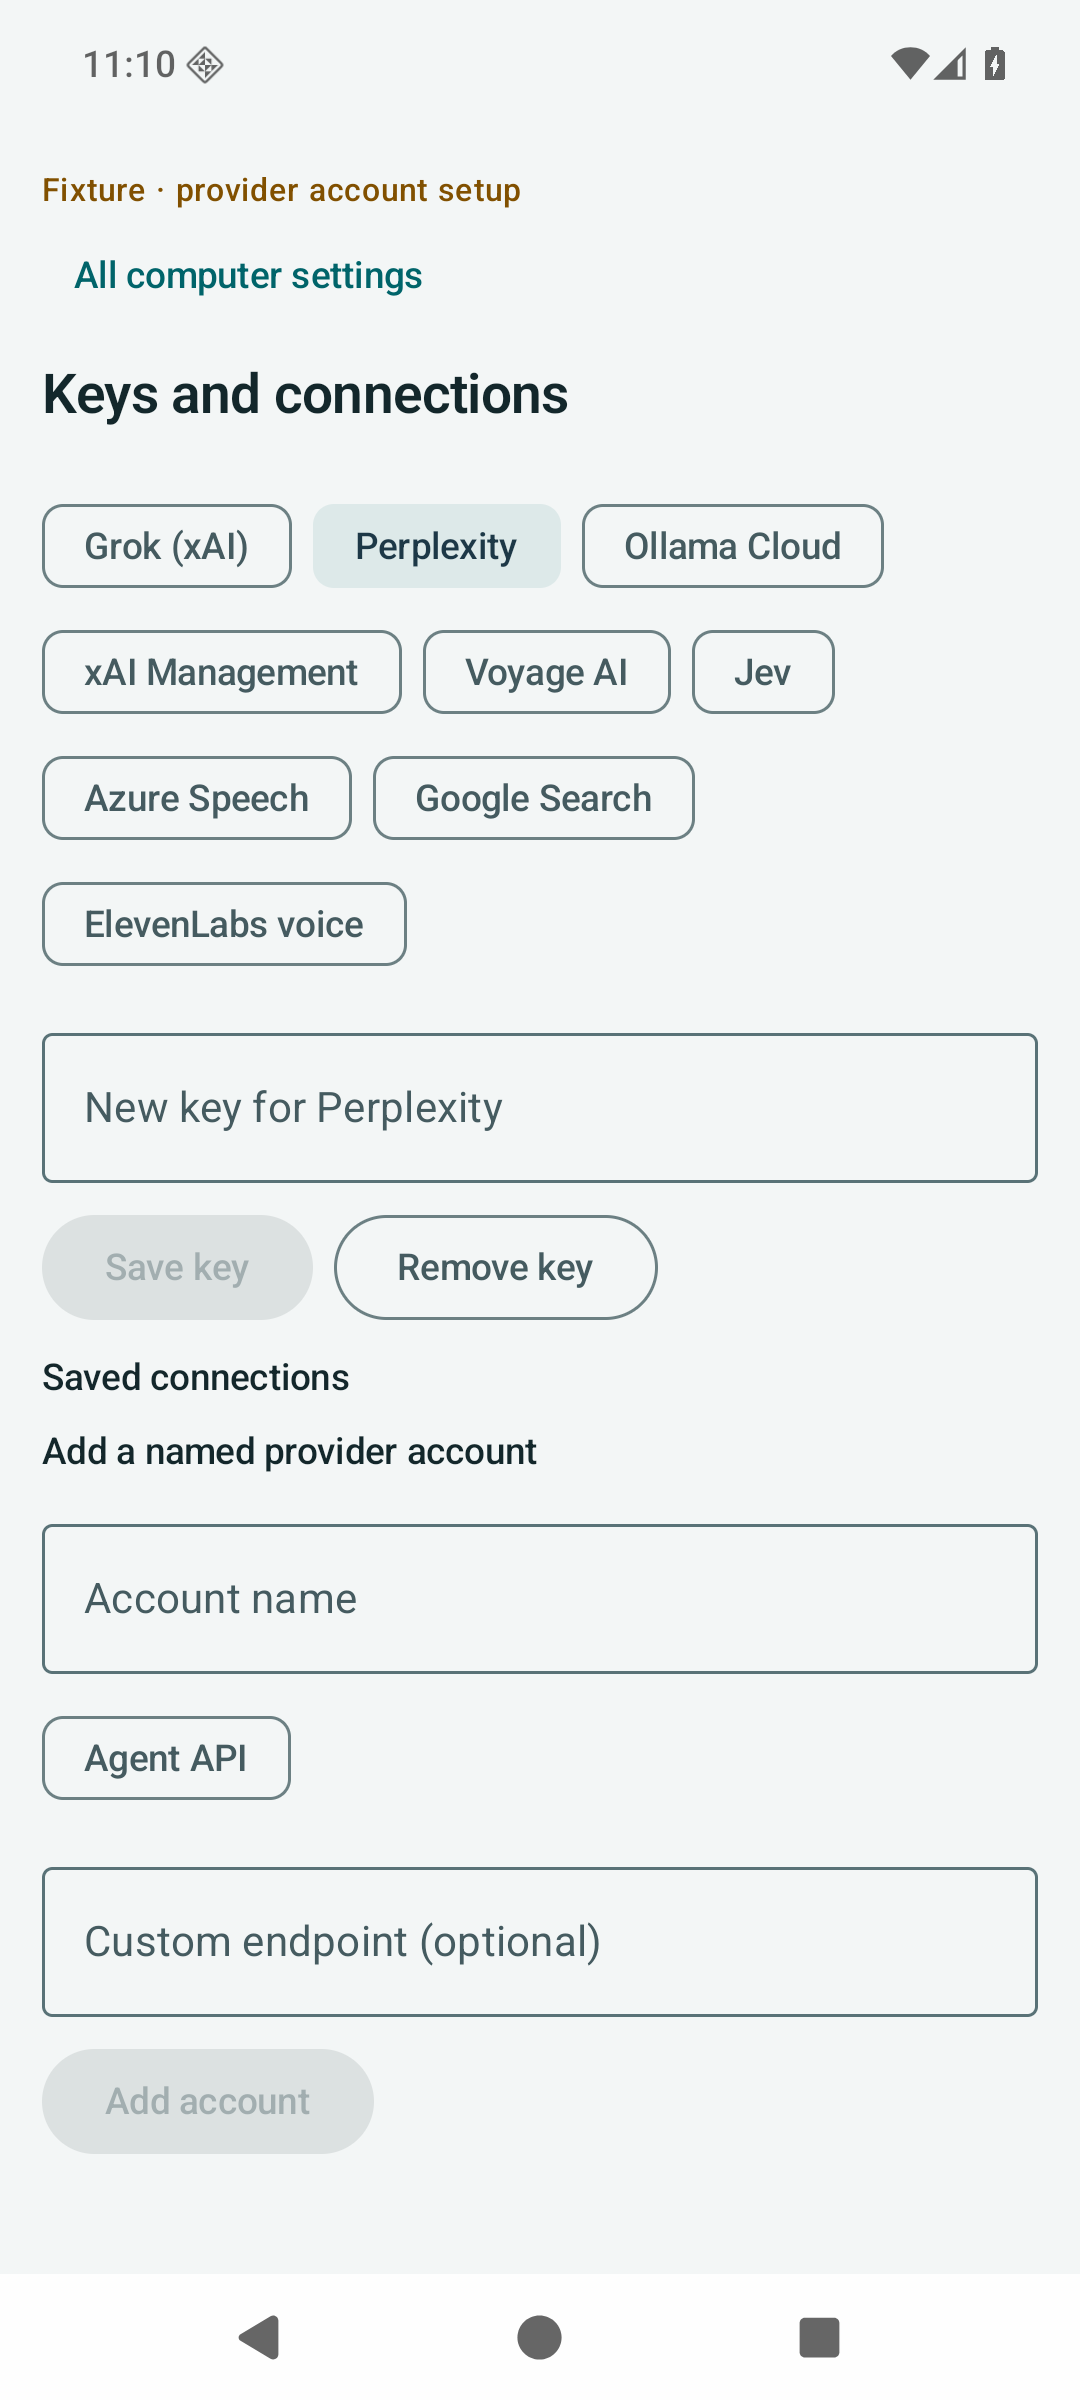 11:10
Fixture · provider account setup
All computer settings
Keys and connections
Grok (xAI) Perplexity Ollama Cloud
xAI Management Voyage AI Jev
Azure Speech Google Search
ElevenLabs voice
New key for Perplexity
Save key Remove key
Saved connections
Add a named provider account
Account name
Agent API
Custom endpoint (optional)
Add account